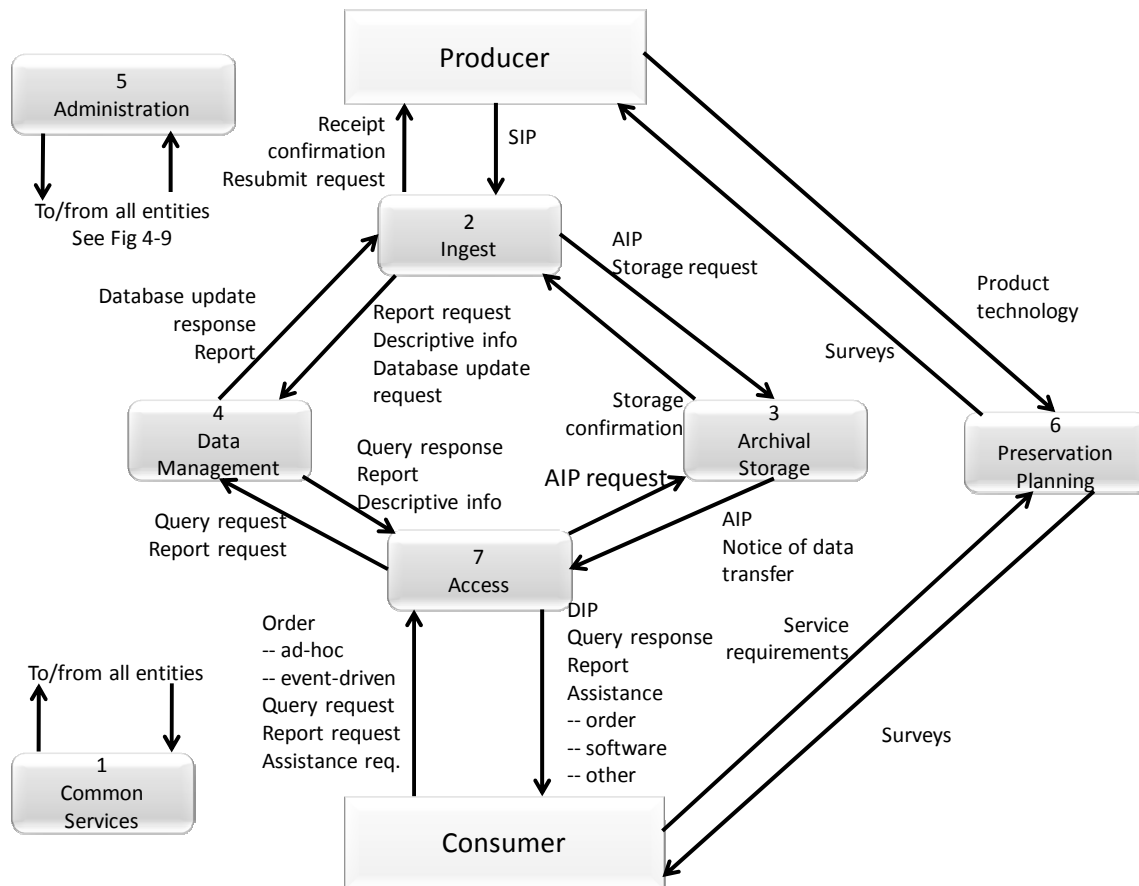 Producer
5
Administration
Receipt
confirmation
Resubmit request
SIP
To/from all entities
See Fig 4-9
2
Ingest
AIP
Storage request
Database update
response
Report
Report request
Descriptive info
Database update
request
Product
technology
Surveys
Storage
confirmation
4
Data
Management
3
Archival
Storage
6
Preservation
Planning
Query response
Report
Descriptive info
AIP request
Query request
Report request
AIP
Notice of data
transfer
7
Access
Order
-- ad-hoc
-- event-driven
Query request
Report request
Assistance req.
DIP
Query response
Report
Assistance
-- order
-- software
-- other
Service
requirements
To/from all entities
Surveys
1
Common
Services
Consumer